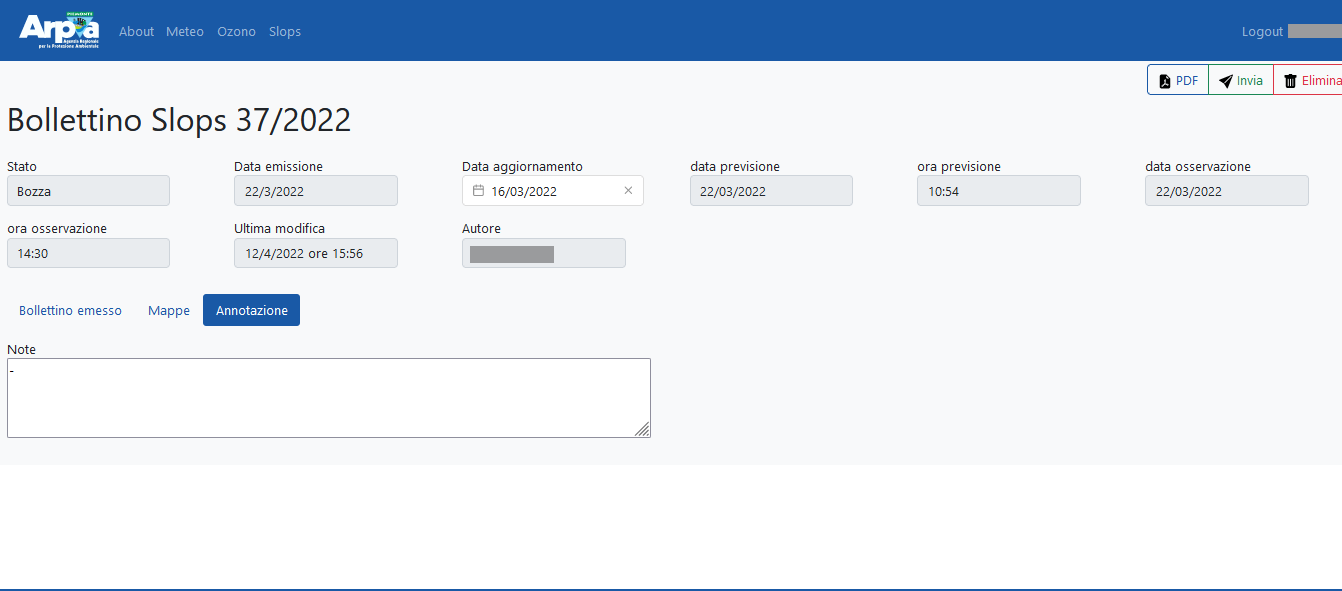 PIEMONTE
Arpa
Agenzia Regionale
per la Protezione Ambientale
About Meteo Ozono Slops
Logout
PDF Invia Elimina
Bollettino Slops 37/2022
Stato Data emissione Data aggiornamento data previsione ora previsione data osservazione
Bozza 22/3/2022 16/03/2022 22/03/2022 10:54 22/03/2022
ora osservazione Ultima modifica Autore
14:30 12/4/2022 ore 15:56
Bollettino emesso Mappe Annotazione
Note
-